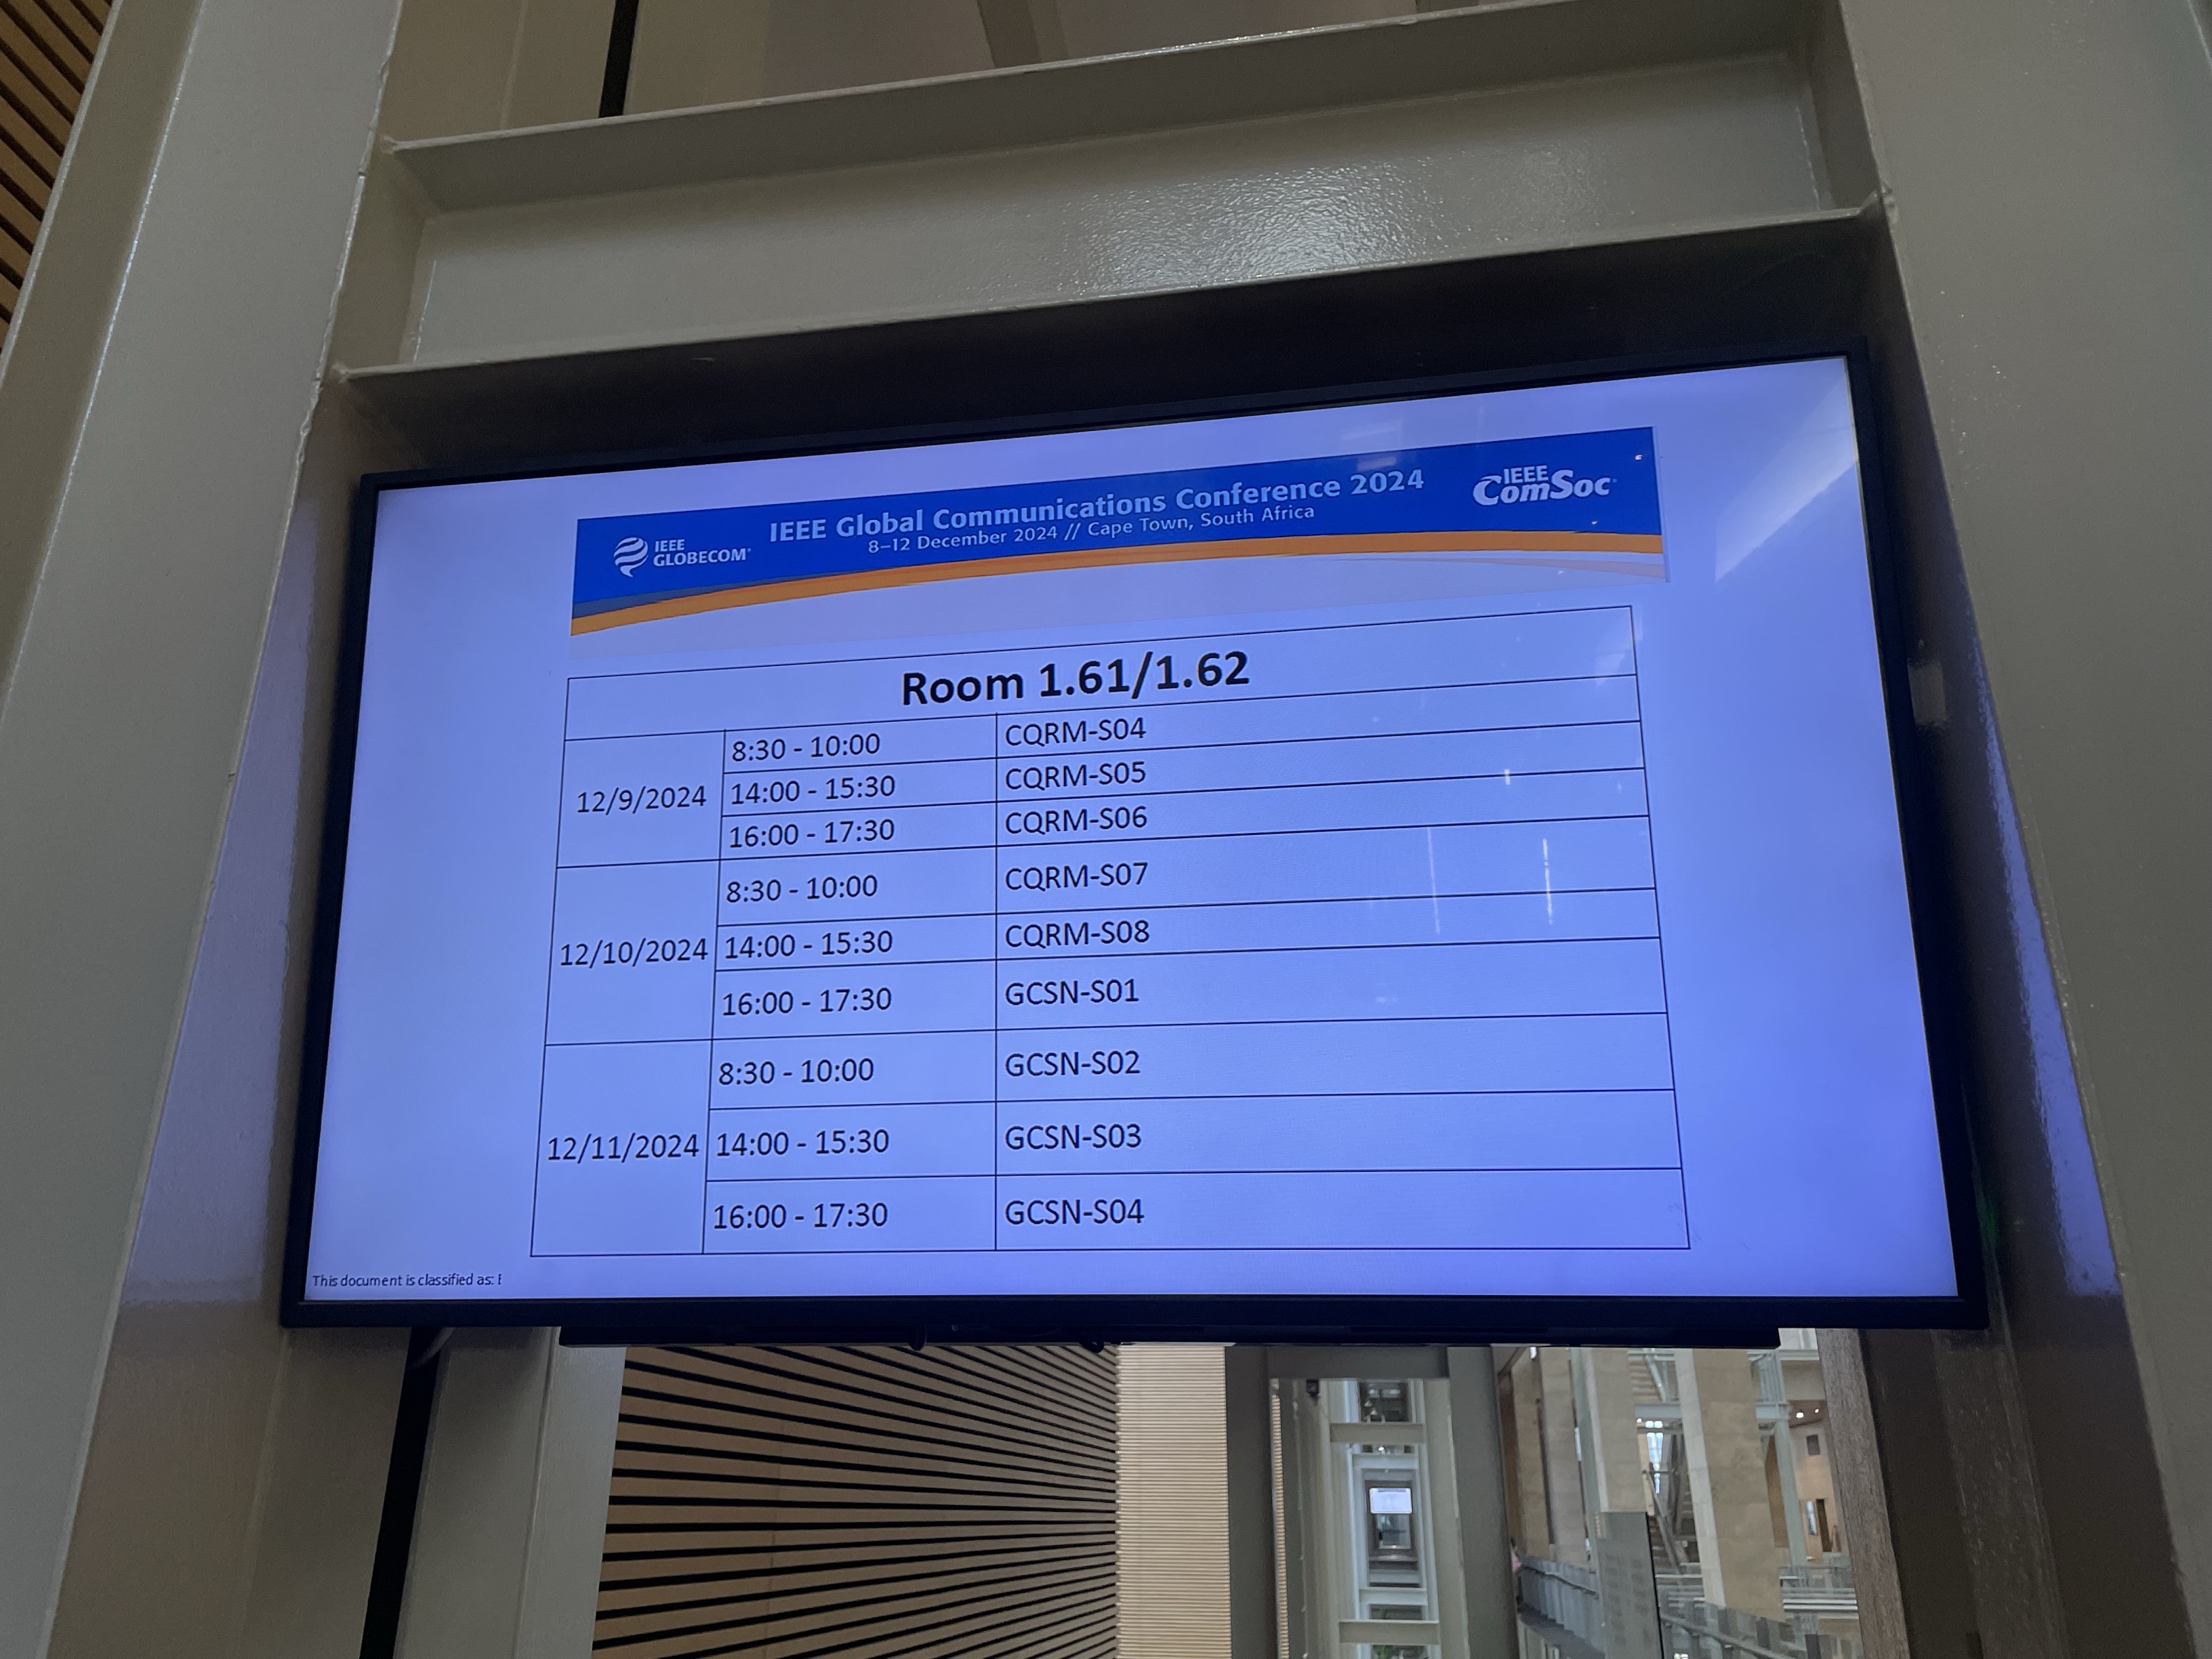 IEEE
GLOBECOM
IEEE Global Communications Conference 2024
8–12 December 2024 // Cape Town, South Africa
IEEE
ComSoc
Room 1.61/1.62
12/9/2024
8:30 - 10:00 CQRM-S04
14:00 - 15:30 CQRM-S05
16:00 - 17:30 CQRM-S06
12/10/2024
8:30 - 10:00 CQRM-S07
14:00 - 15:30 CQRM-S08
16:00 - 17:30 GCSN-S01
12/11/2024
8:30 - 10:00 GCSN-S02
14:00 - 15:30 GCSN-S03
16:00 - 17:30 GCSN-S04
This document is classified as: